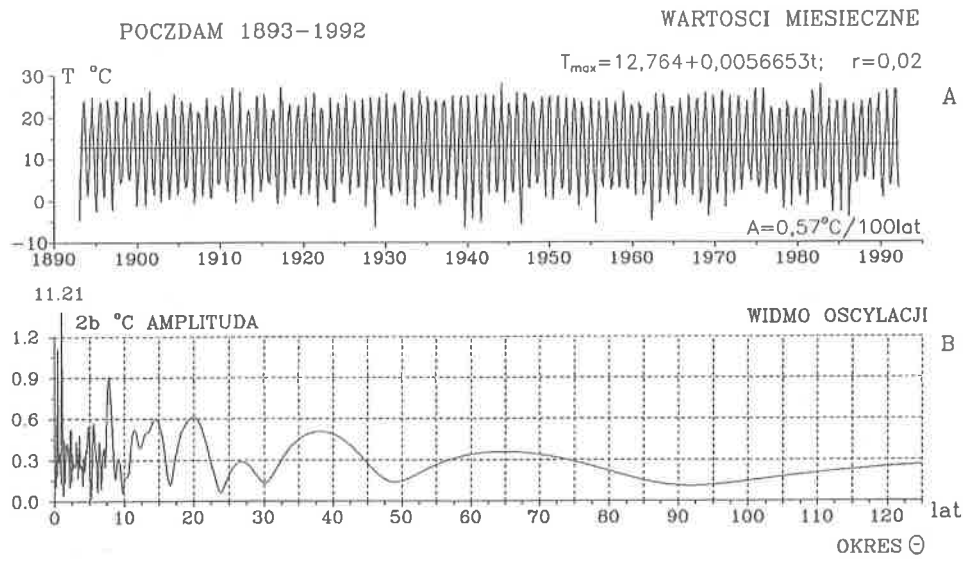 POCZDAM 1893-1992
WARTOSCI MIESIECZNE
Tmax=12,764+0,0056653t; r=0,02
T °C
A
30
20
10
0
-10
A=0,57°C/100lat
1890 1900 1910 1920 1930 1940 1950 1960 1970 1980 1990
11.21
2b °C AMPLITUDA
WIDMO OSCYLACJI
B
1.2
0.9
0.6
0.3
0.0
0 10 20 30 40 50 60 70 80 90 100 110 120 lat
OKRES Θ